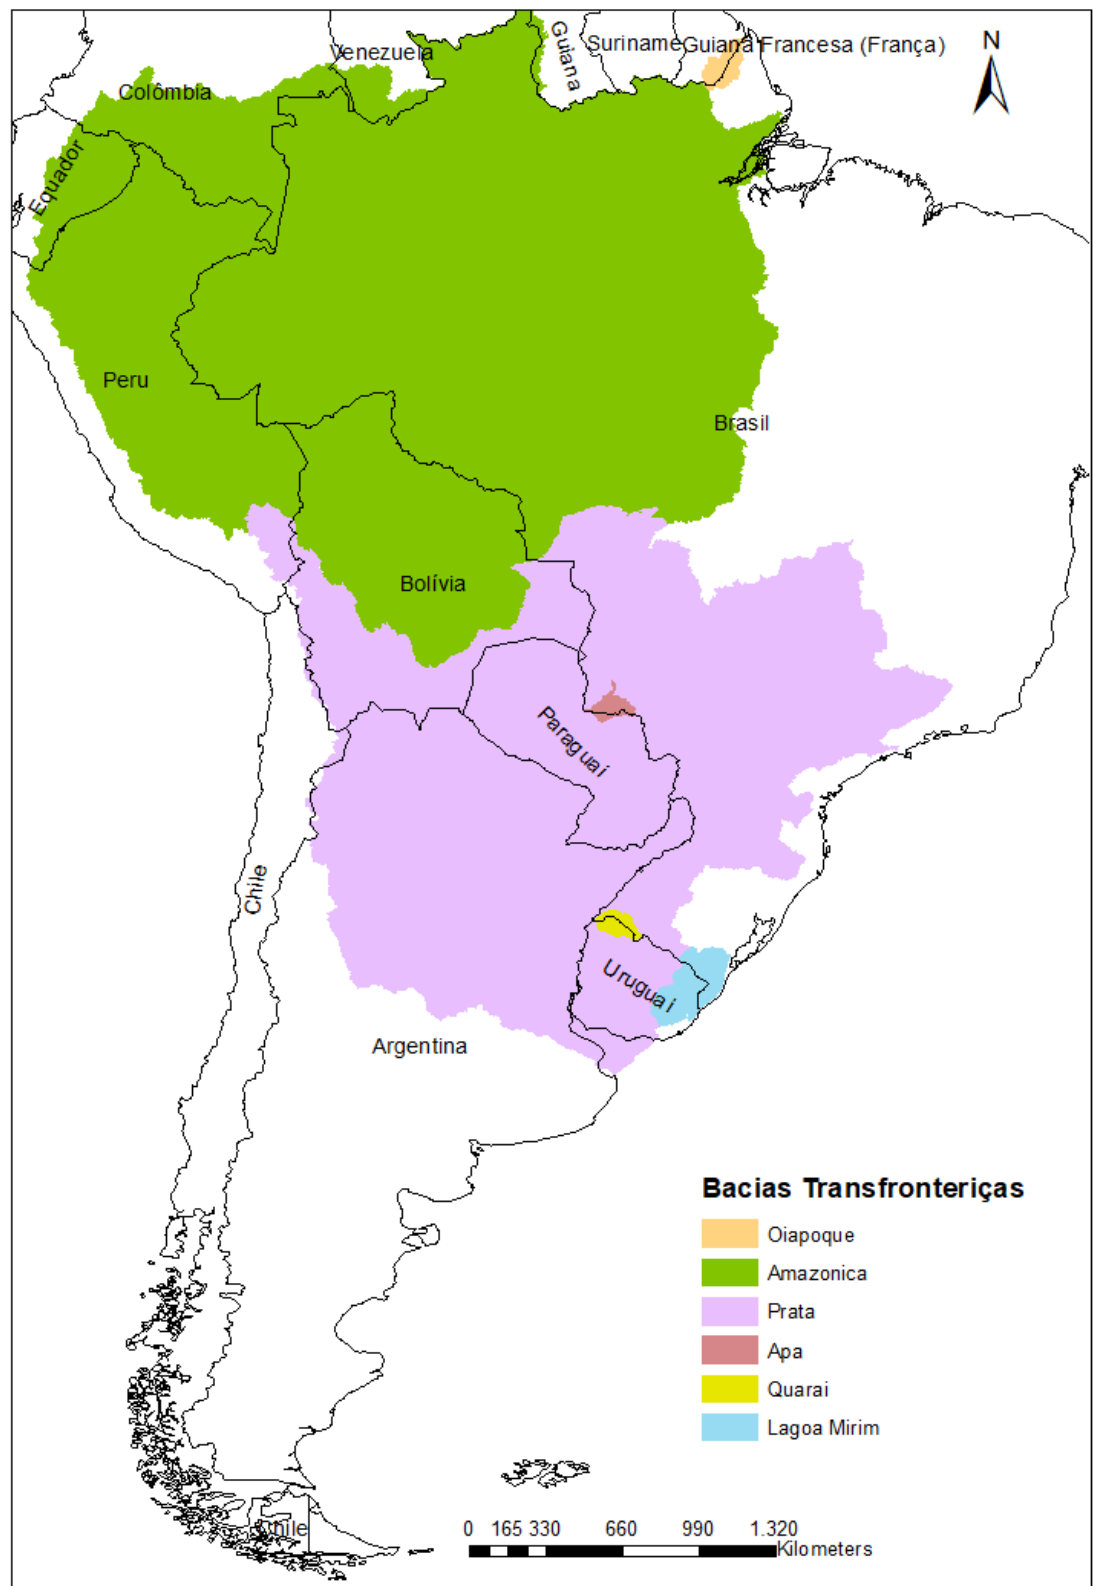 Guiana
Suriname
Guiana Francesa (França)
N
Venezuela
Colômbia
Equador
Peru
Brasil
Bolívia
Paraguai
Chile
Uruguai
Argentina
Bacias Transfronteriças
Oiapoque
Amazonica
Prata
Apa
Quarai
Lagoa Mirim
Chile
0 165 330 660 990 1.320
Kilometers